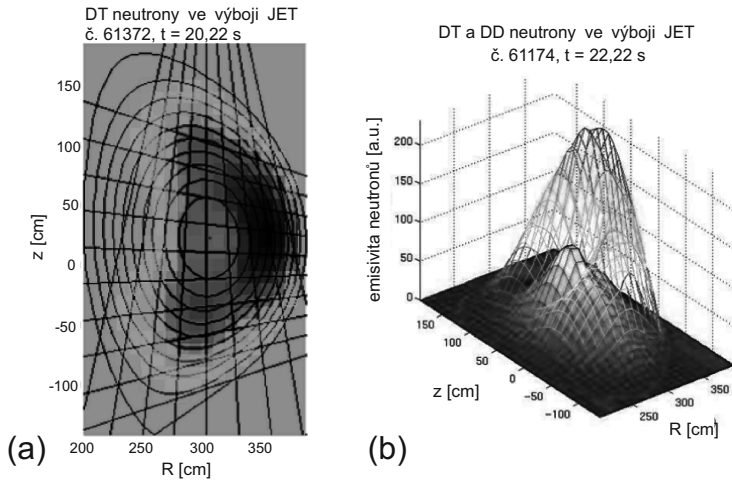 DT neutrony ve výboji JET
č. 61372, t = 20,22 s
150
100
50
0
-50
-100
z [cm]
200
250
300
350
R [cm]
(a)
DT a DD neutrony ve výboji JET
č. 61174, t = 22,22 s
200
150
100
50
0
emisivita neutronů [a.u.]
150
100
50
0
-50
-100
z [cm]
250
300
350
R [cm]
(b)